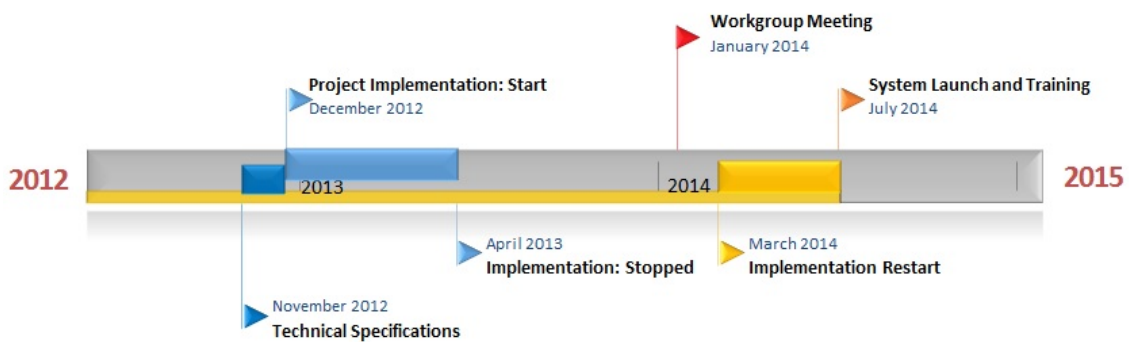 Workgroup Meeting
January 2014
Project Implementation: Start
December 2012
System Launch and Training
July 2014
2012
2013
2014
2015
April 2013
Implementation: Stopped
March 2014
Implementation Restart
November 2012
Technical Specifications